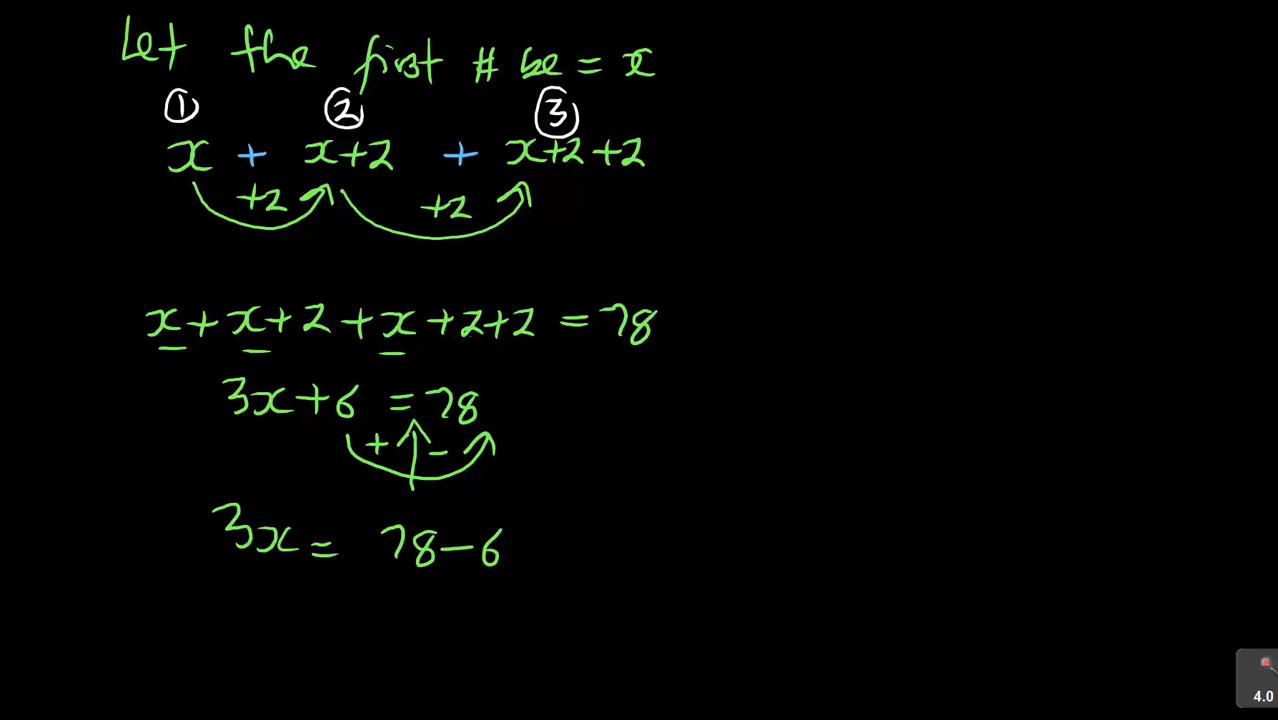 Let the first # be = x
① ② ③
x + x+2 + x+2+2
+2 +2
x+x+2+x+2+2 = 78
3x+6 = 78
+ -
3x = 78-6
4.0